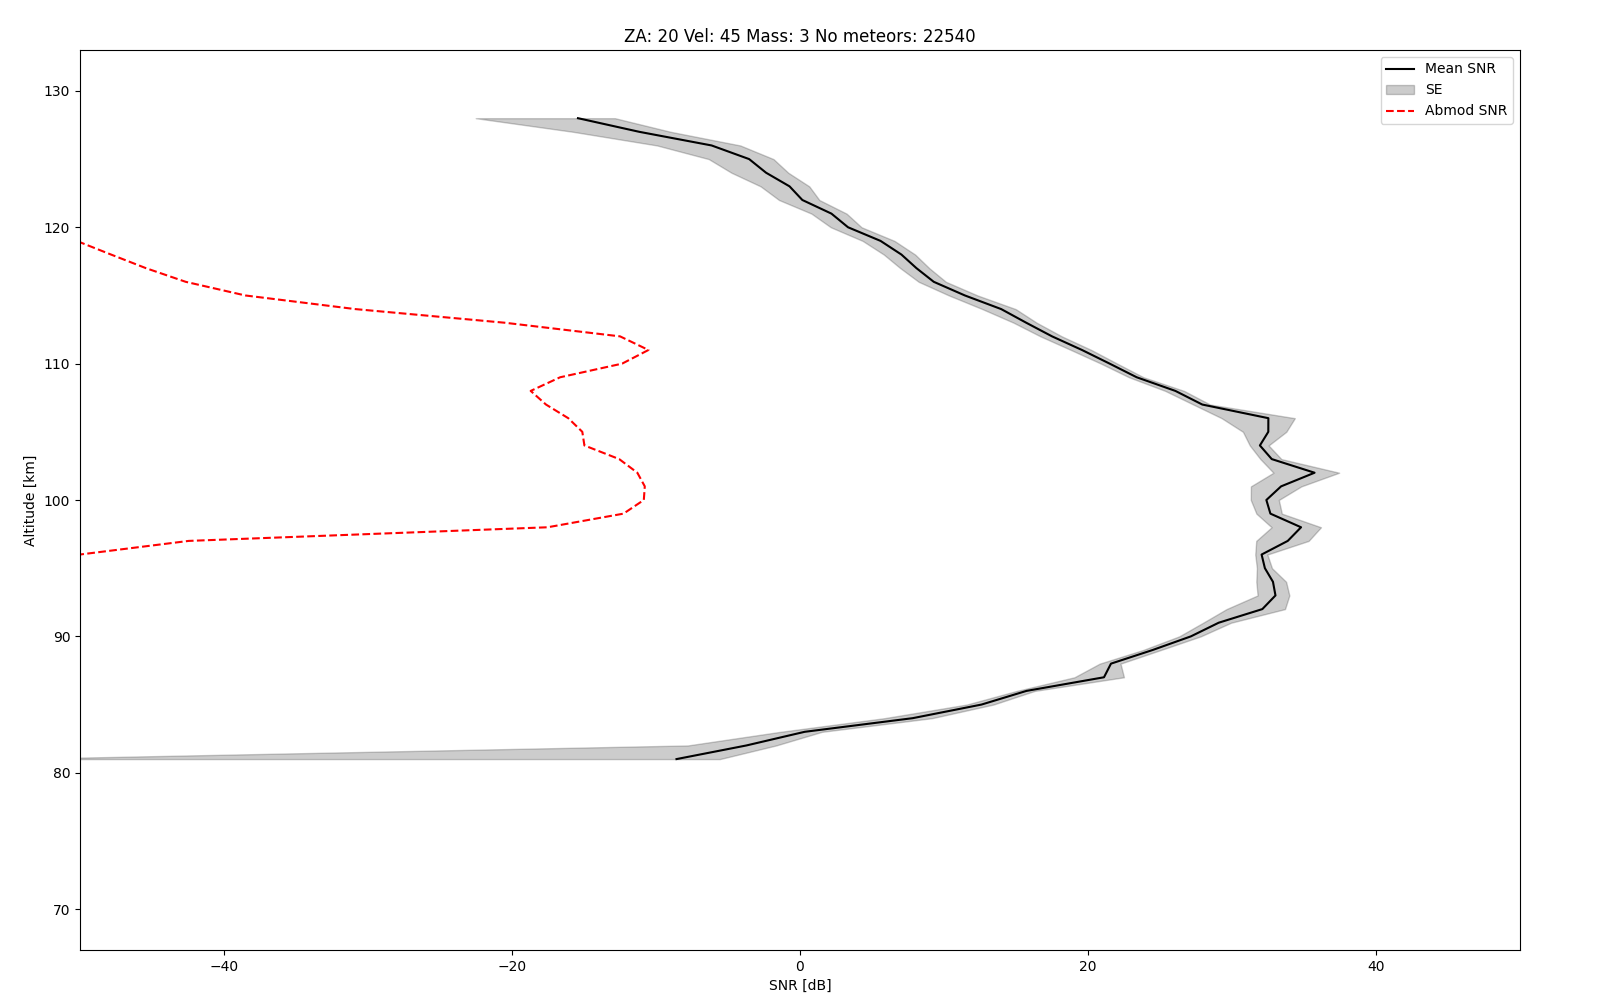 ZA: 20 Vel: 45 Mass: 3 No meteors: 22540
Mean SNR
SE
Abmod SNR
Altitude [km]
130
120
110
100
90
80
70
−40
−20
0
20
40
SNR [dB]